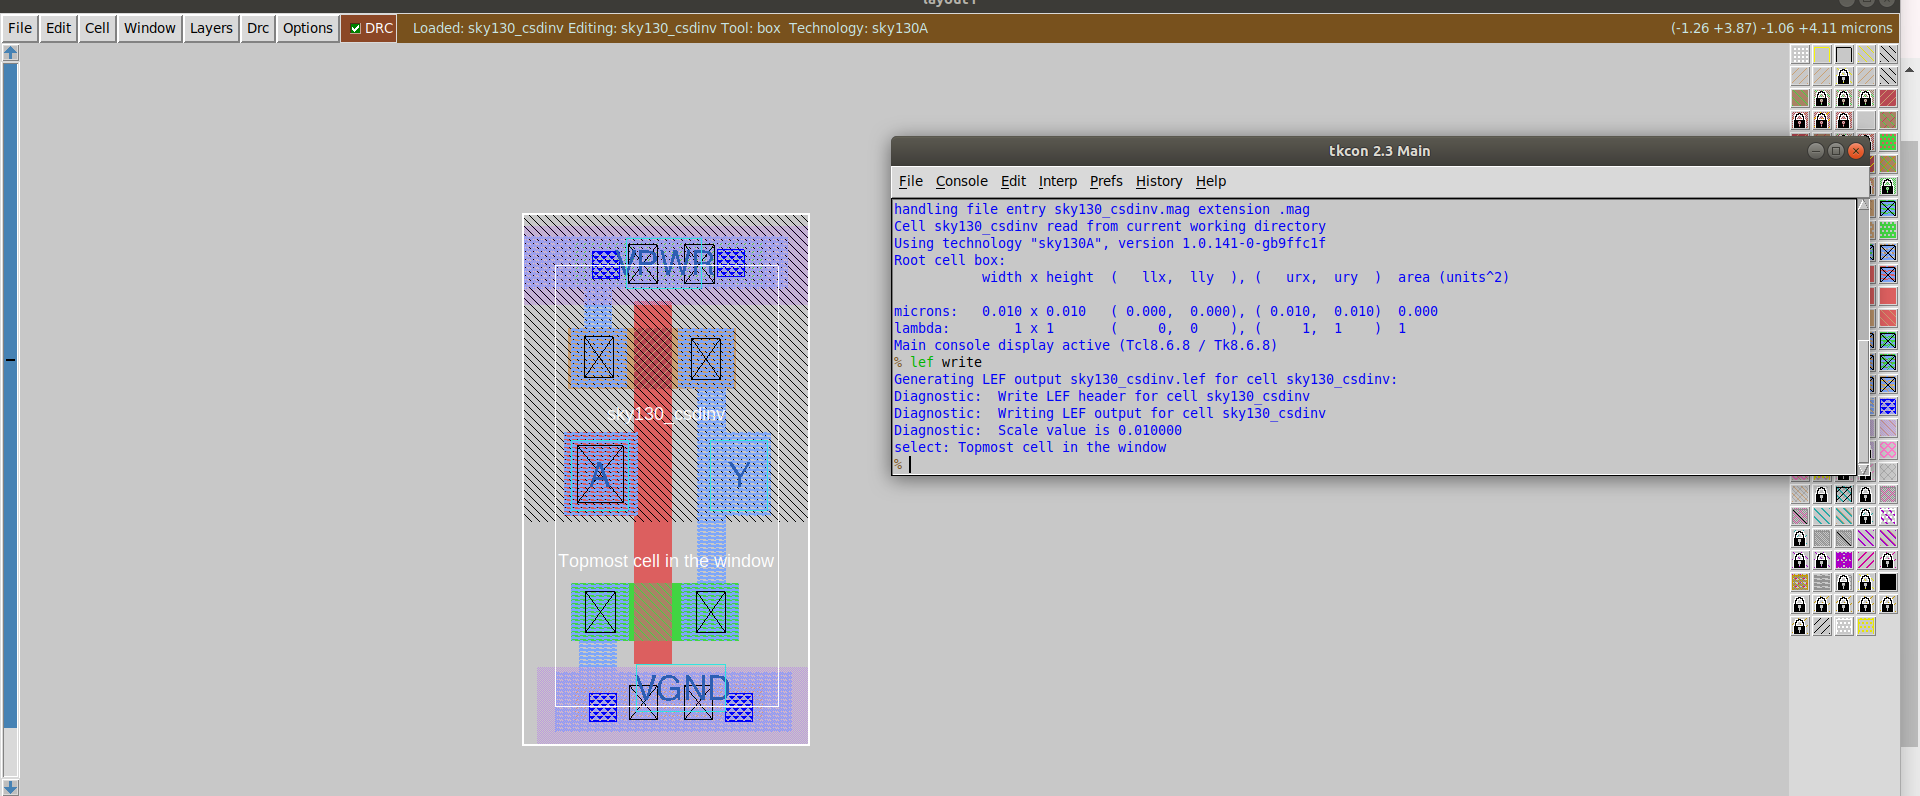 layout1
File Edit Cell Window Layers Drc Options DRC Loaded: sky130_csdinv Editing: sky130_csdinv Tool: box Technology: sky130A (-1.26 +3.87) -1.06 +4.11 microns
tkcon 2.3 Main
File Console Edit Interp Prefs History Help
handling file entry sky130_csdinv.mag extension .mag
Cell sky130_csdinv read from current working directory
Using technology "sky130A", version 1.0.141-0-gb9ffc1f
Root cell box:
width x height ( llx, lly ), ( urx, ury ) area (units^2)
microns: 0.010 x 0.010 ( 0.000, 0.000), ( 0.010, 0.010) 0.000
lambda: 1 x 1 ( 0, 0 ), ( 1, 1 ) 1
Main console display active (Tcl8.6.8 / Tk8.6.8)
% lef write
Generating LEF output sky130_csdinv.lef for cell sky130_csdinv:
Diagnostic: Write LEF header for cell sky130_csdinv
Diagnostic: Writing LEF output for cell sky130_csdinv
Diagnostic: Scale value is 0.010000
select: Topmost cell in the window
%
VPWR
sky130_csdinv
A Y
Topmost cell in the window
VGND